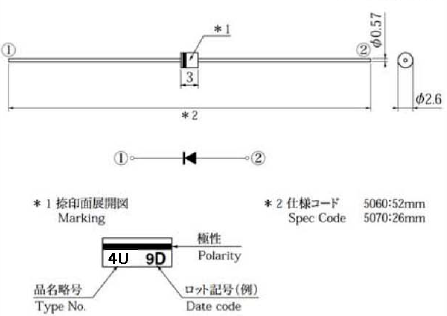 ＊1
φ0.57
①
②
3
＊2
φ2.6
① ②
＊1 捺印面展開図
Marking
＊2 仕様コード 5060:52mm
Spec Code 5070:26mm
極性
Polarity
4U 9D
品名略号
Type No.
ロット記号(例)
Date code